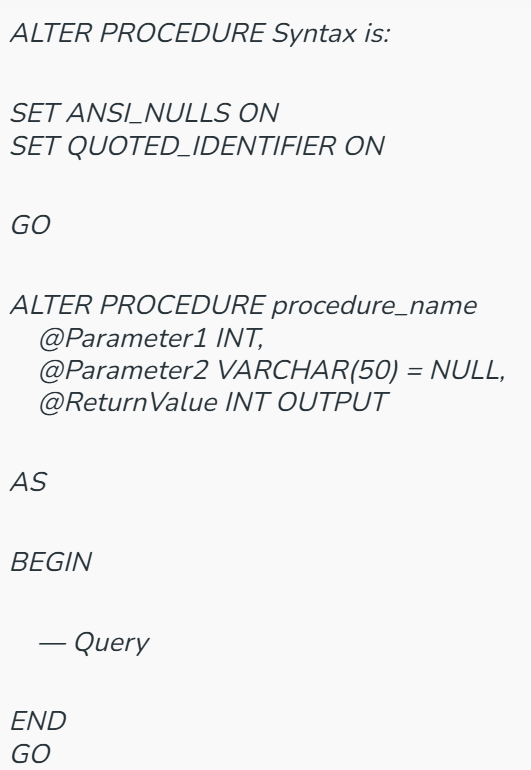 ALTER PROCEDURE Syntax is:
SET ANSI_NULLS ON
SET QUOTED_IDENTIFIER ON
GO
ALTER PROCEDURE procedure_name
@Parameter1 INT,
@Parameter2 VARCHAR(50) = NULL,
@ReturnValue INT OUTPUT
AS
BEGIN
— Query
END
GO